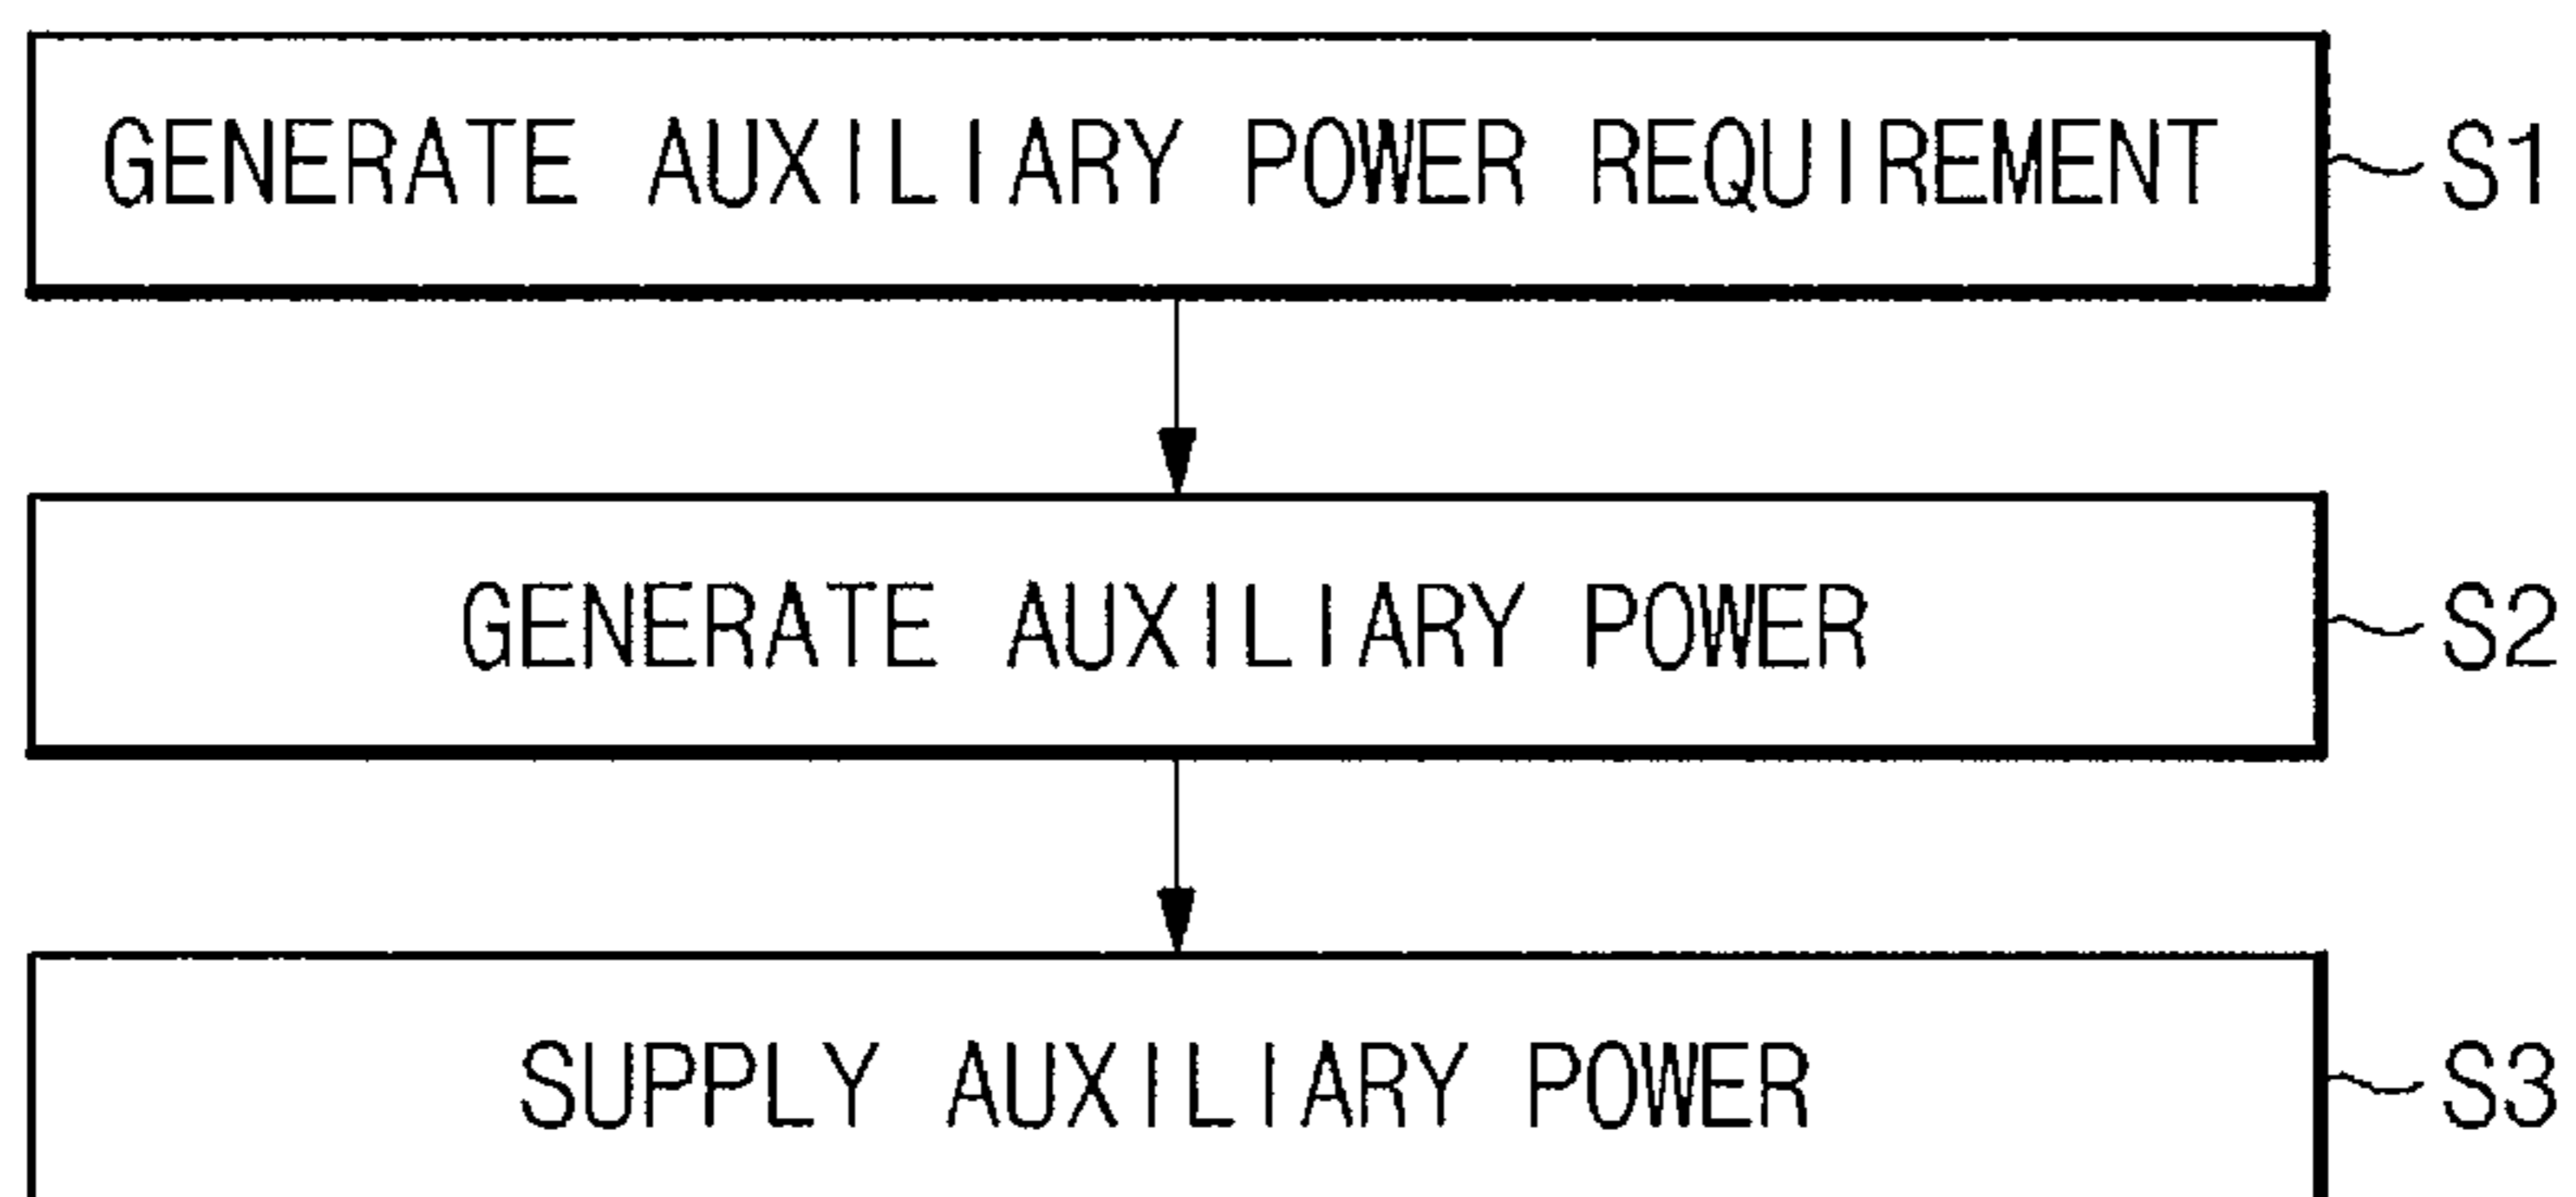 GENERATE AUXILIARY POWER REQUIREMENT S1
GENERATE AUXILIARY POWER S2
SUPPLY AUXILIARY POWER S3